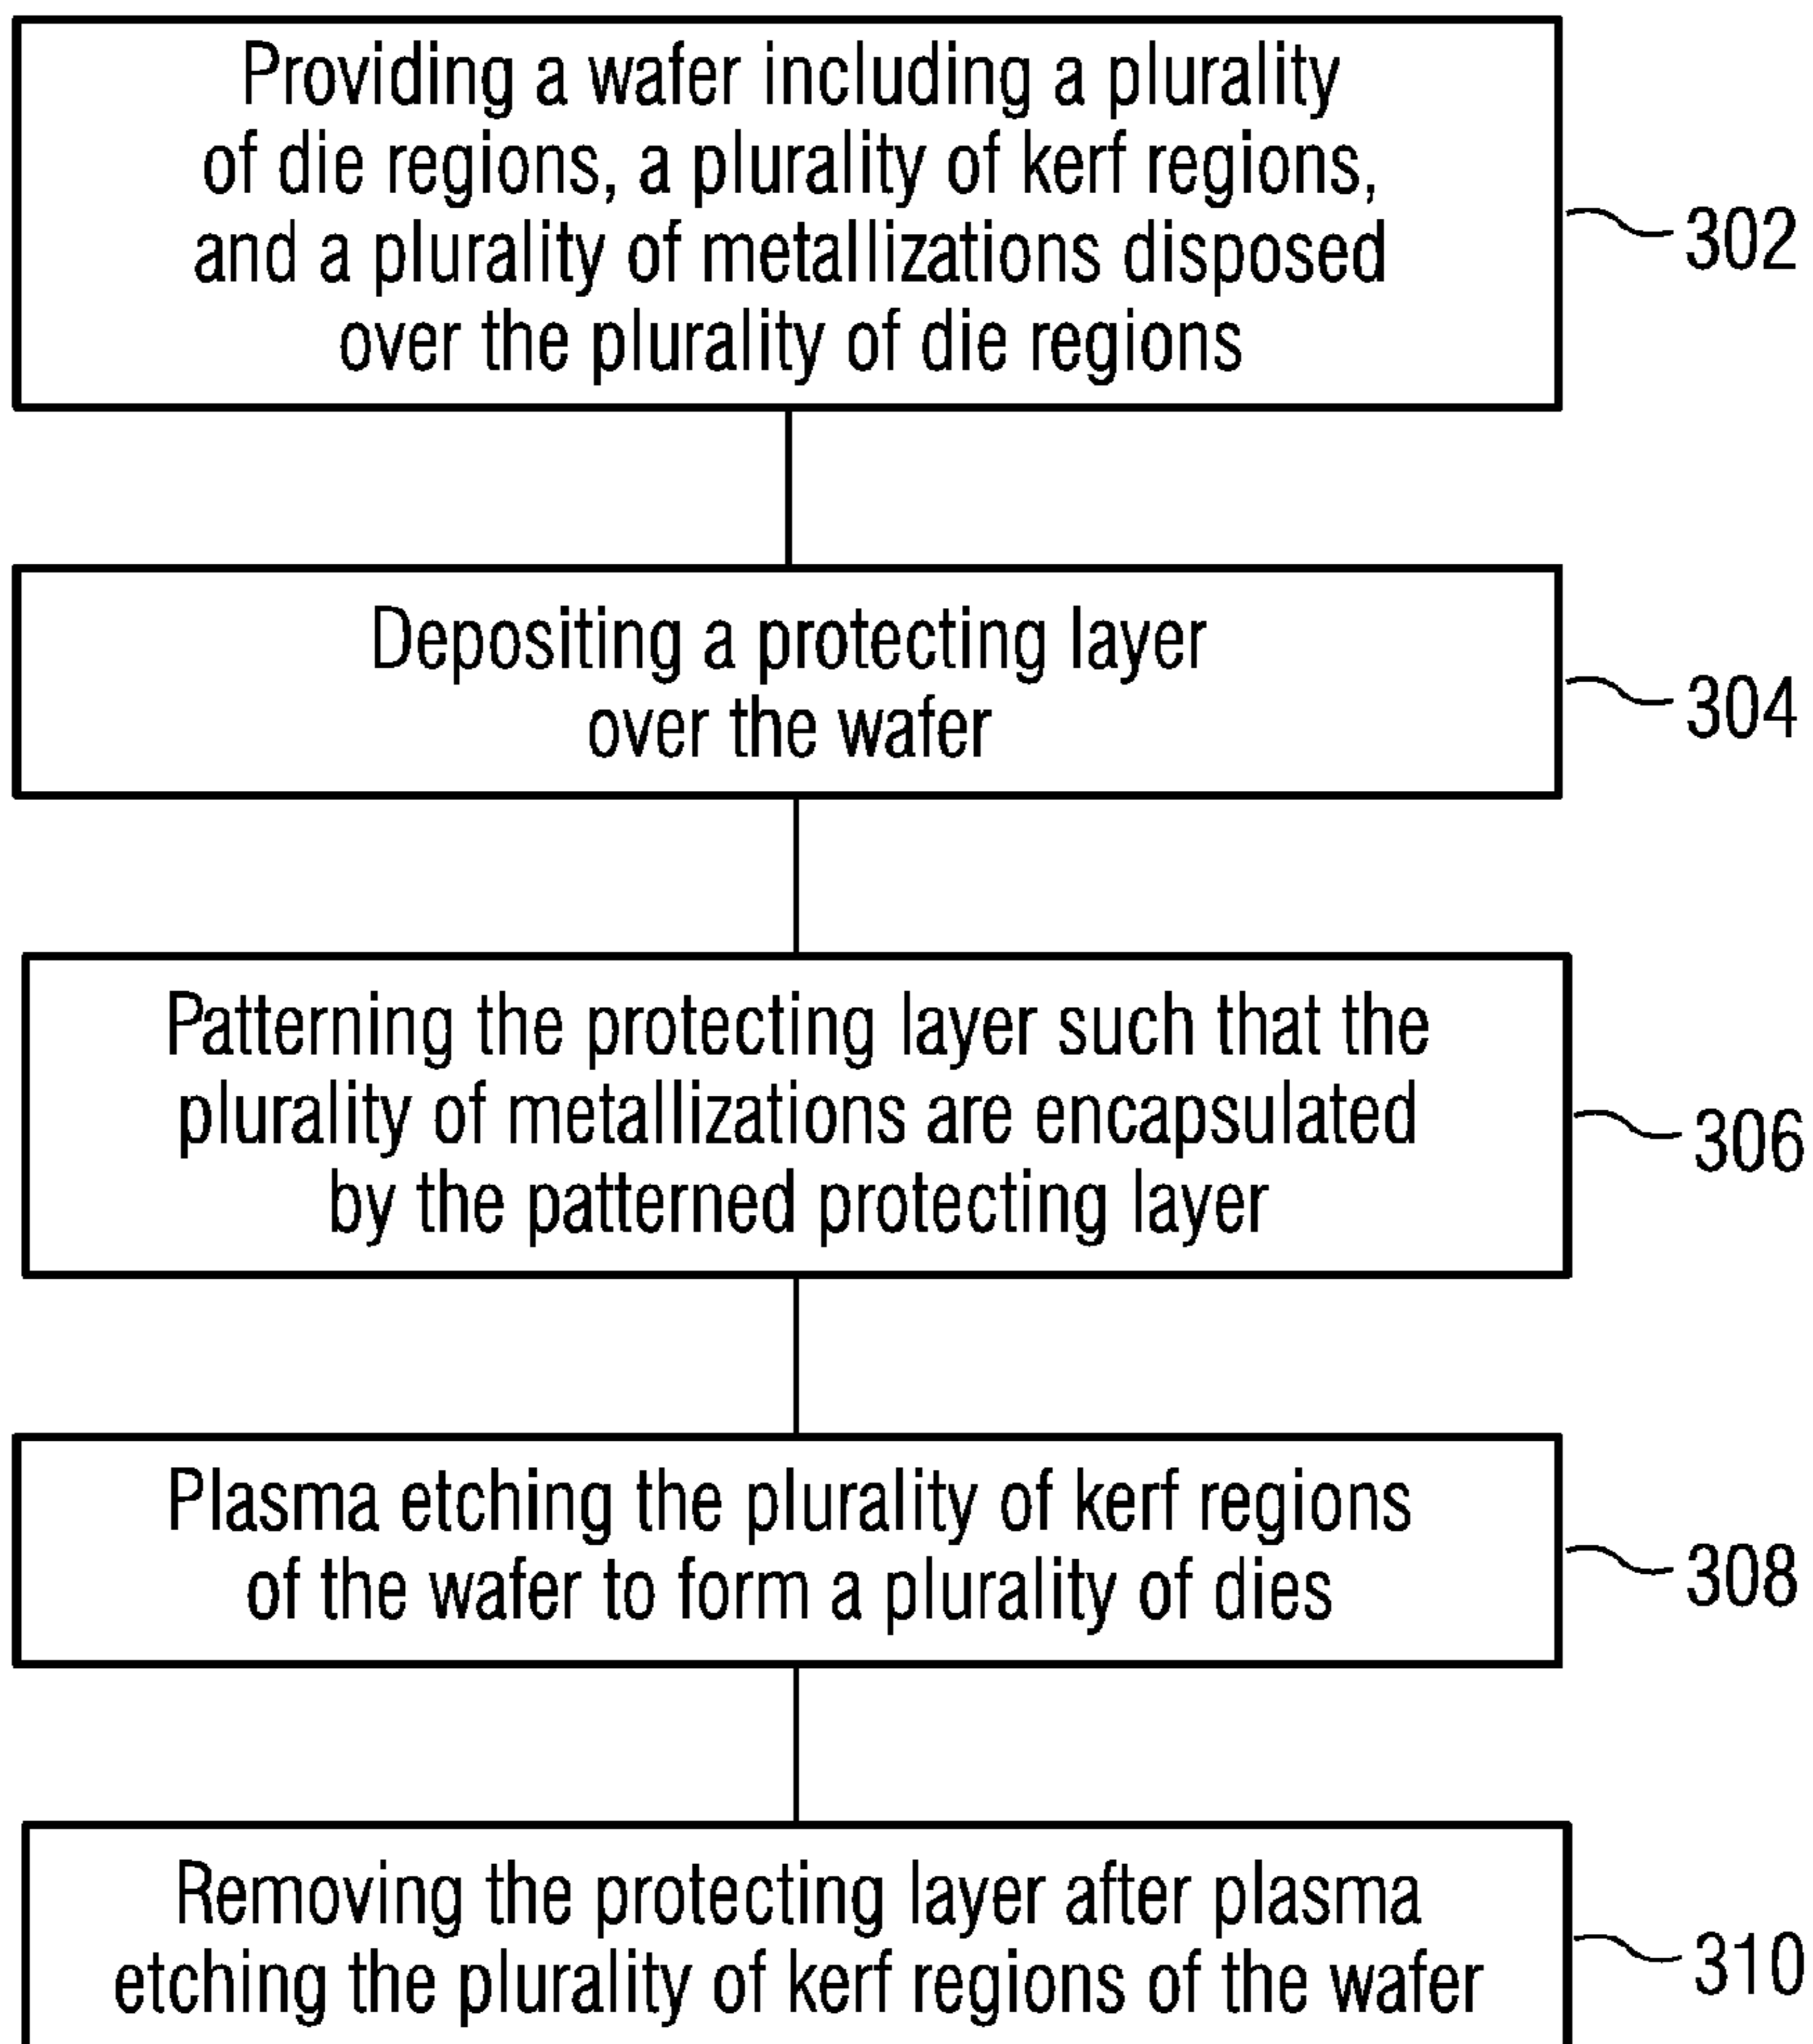 Providing a wafer including a plurality
of die regions, a plurality of kerf regions,
and a plurality of metallizations disposed
over the plurality of die regions
302
Depositing a protecting layer
over the wafer
304
Patterning the protecting layer such that the
plurality of metallizations are encapsulated
by the patterned protecting layer
306
Plasma etching the plurality of kerf regions
of the wafer to form a plurality of dies
308
Removing the protecting layer after plasma
etching the plurality of kerf regions of the wafer
310